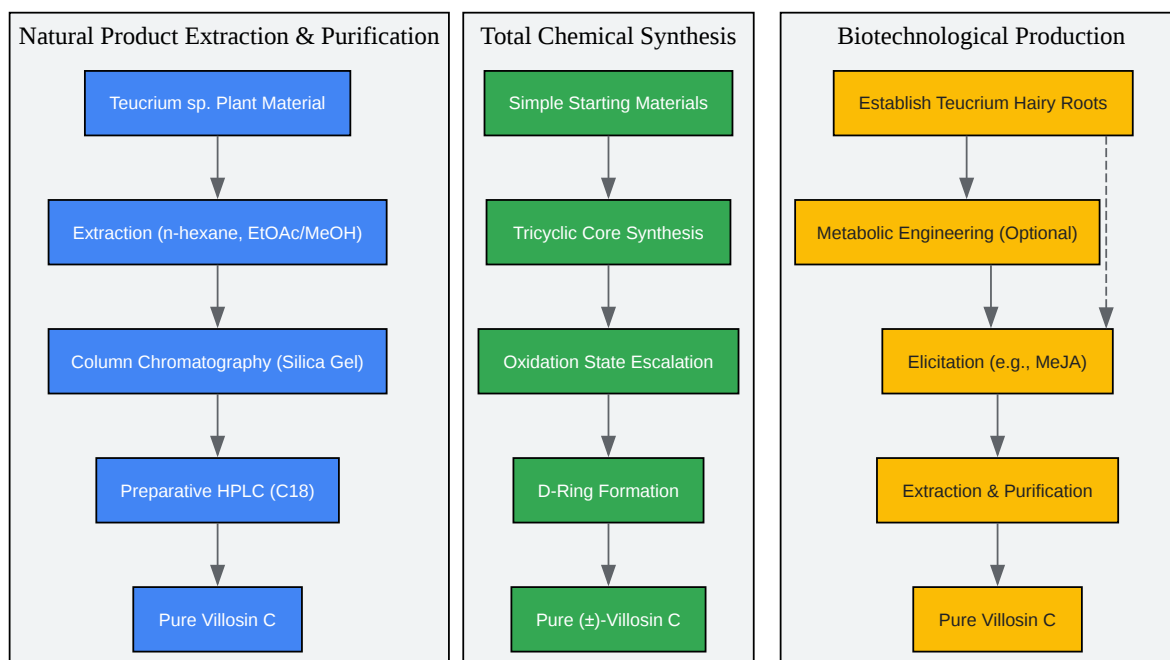 Natural Product Extraction & Purification
Teucrium sp. Plant Material
Extraction (n-hexane, EtOAc/MeOH)
Column Chromatography (Silica Gel)
Preparative HPLC (C18)
Pure Villosin C
Total Chemical Synthesis
Simple Starting Materials
Tricyclic Core Synthesis
Oxidation State Escalation
D-Ring Formation
Pure (±)-Villosin C
Biotechnological Production
Establish Teucrium Hairy Roots
Metabolic Engineering (Optional)
Elicitation (e.g., MeJA)
Extraction & Purification
Pure Villosin C